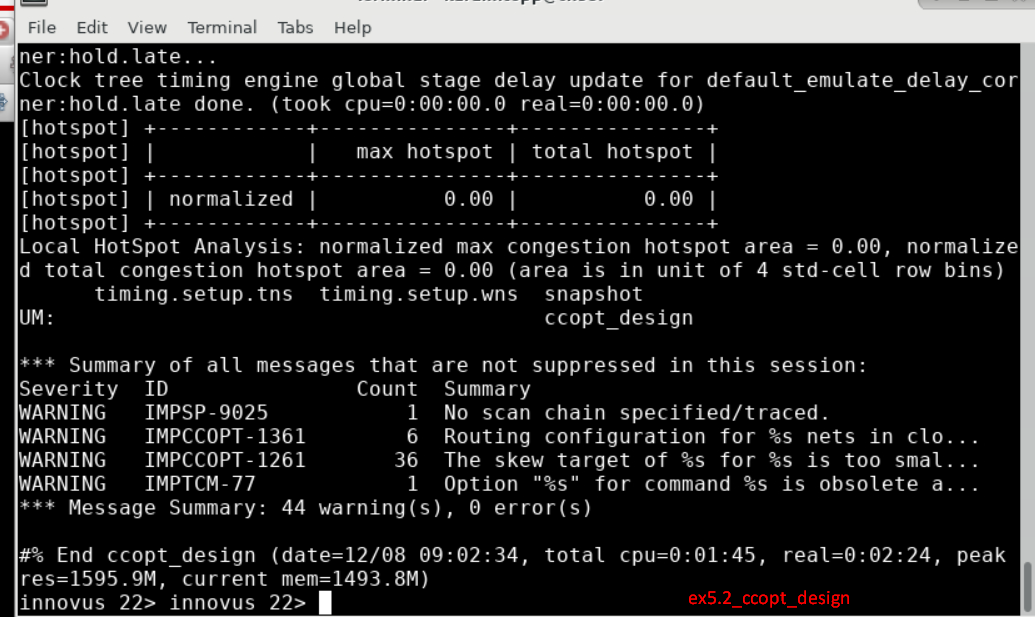 File Edit View Terminal Tabs Help
ner:hold.late...
Clock tree timing engine global stage delay update for default_emulate_delay_cor
ner:hold.late done. (took cpu=0:00:00.0 real=0:00:00.0)
[hotspot] +------------+---------------+---------------+
[hotspot] |            |   max hotspot | total hotspot |
[hotspot] +------------+---------------+---------------+
[hotspot] | normalized |          0.00 |          0.00 |
[hotspot] +------------+---------------+---------------+
Local HotSpot Analysis: normalized max congestion hotspot area = 0.00, normalize
d total congestion hotspot area = 0.00 (area is in unit of 4 std-cell row bins)
timing.setup.tns  timing.setup.wns  snapshot
UM:                                         ccopt_design
*** Summary of all messages that are not suppressed in this session:
Severity  ID               Count  Summary
WARNING   IMPSP-9025           1  No scan chain specified/traced.
WARNING   IMPCCOPT-1361        6  Routing configuration for %s nets in clo...
WARNING   IMPCCOPT-1261       36  The skew target of %s for %s is too smal...
WARNING   IMPTCM-77            1  Option "%s" for command %s is obsolete a...
*** Message Summary: 44 warning(s), 0 error(s)
#% End ccopt_design (date=12/08 09:02:34, total cpu=0:01:45, real=0:02:24, peak
res=1595.9M, current mem=1493.8M)
innovus 22> innovus 22>
ex5.2_ccopt_design